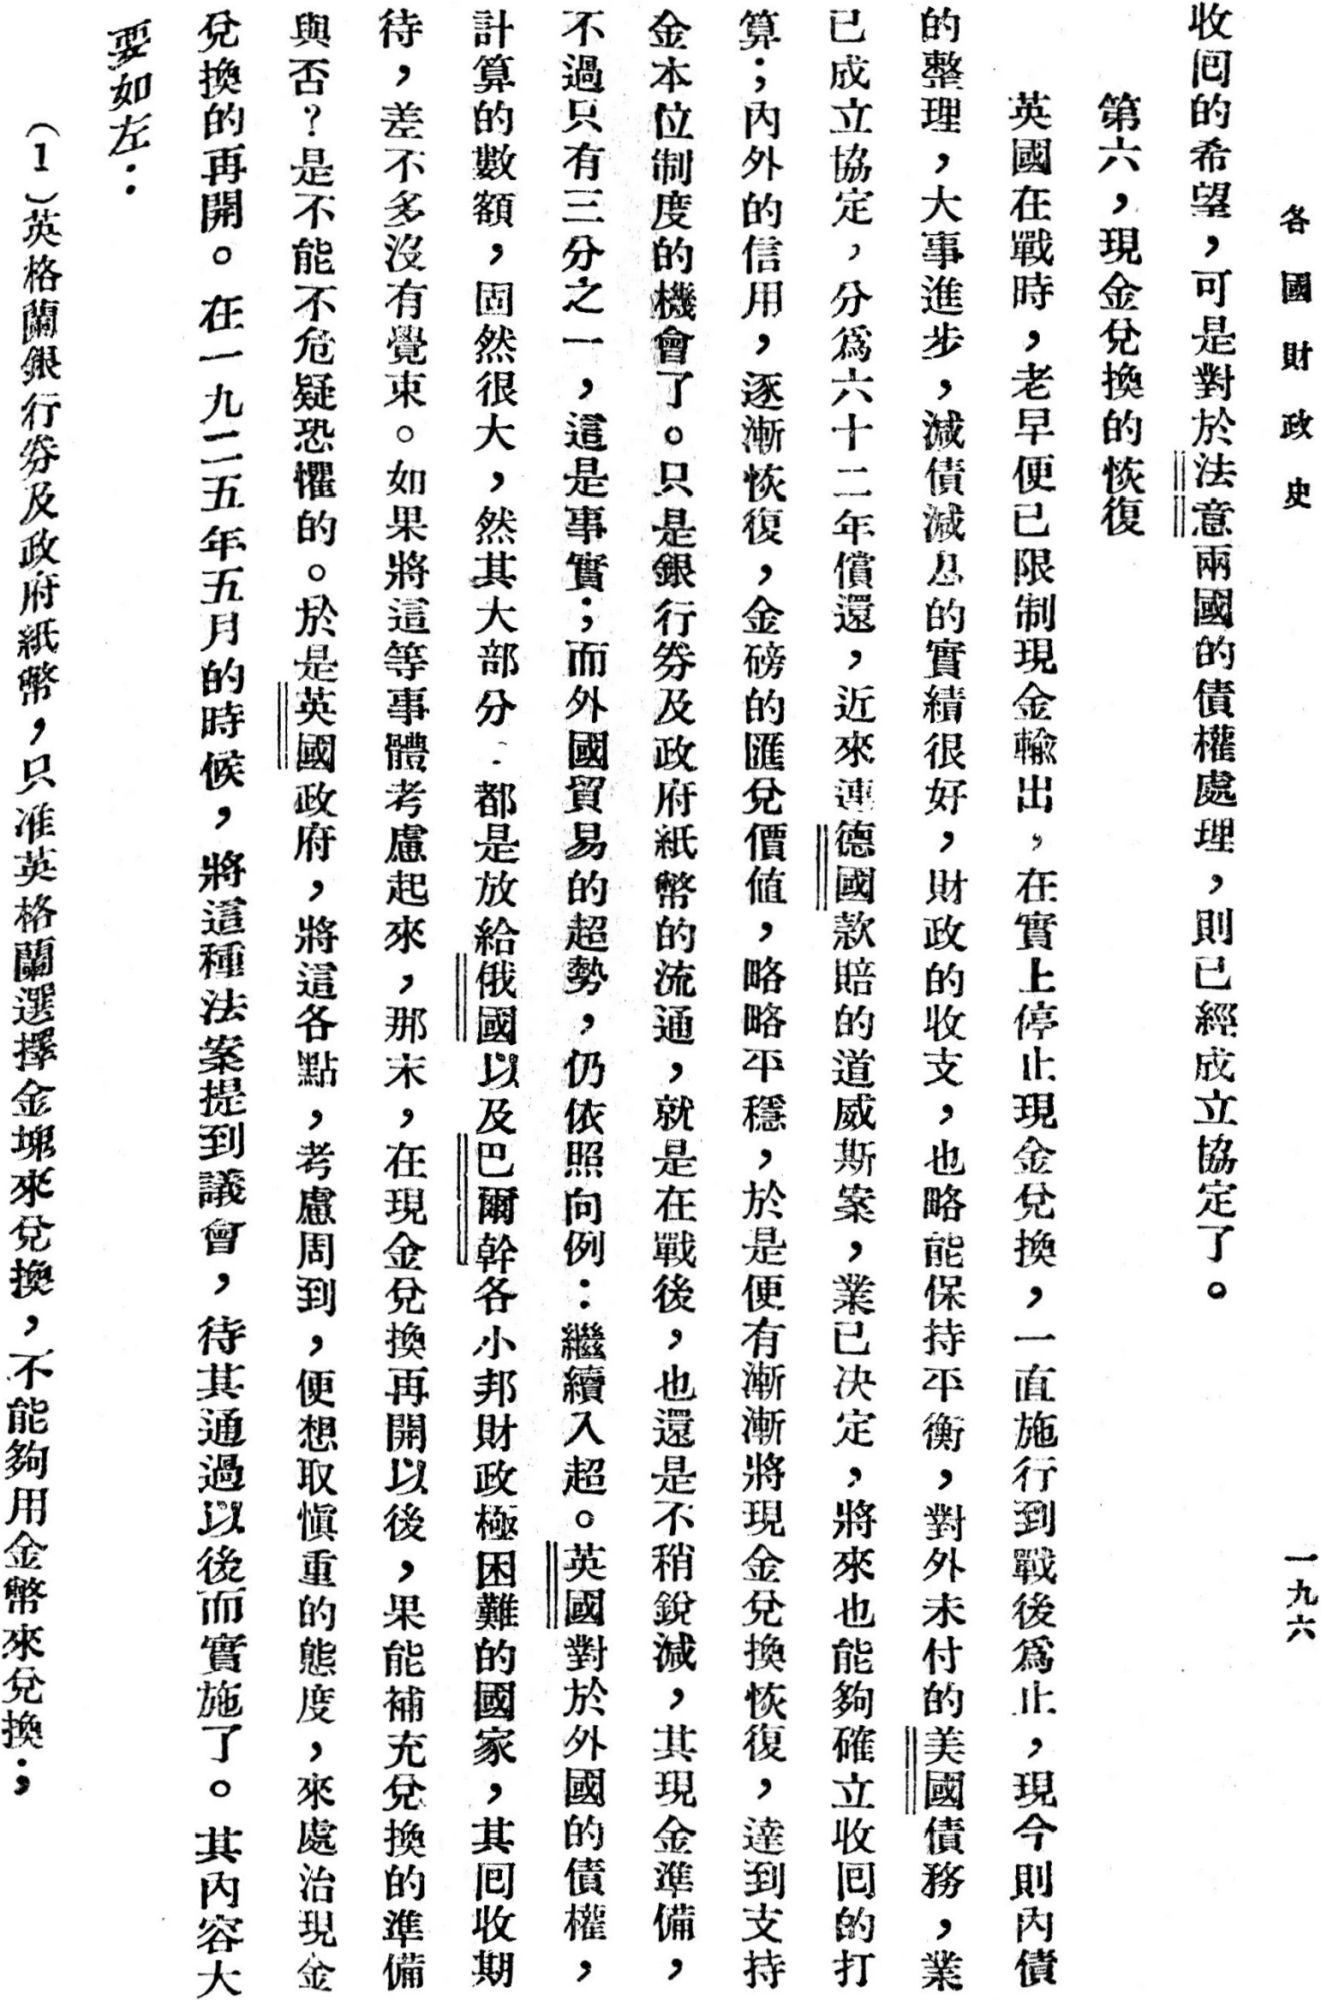 各國財政史
一九六
收囘的希望，可是對於法意兩國的債權處理，則已經成立協定了。
第六，現金兌換的恢復
英國在戰時，老早便已限制現金輸出，在實上停止現金兌換，一直施行到戰後爲止，現今則內債
的整理，大事進步，減債減息的實績很好，財政的收支，也略能保持平衡，對外未付的美國債務，業
已成立協定，分爲六十二年償還，近來連德國款賠的道威斯案，業已決定，將來也能夠確立收囘的打
算；內外的信用，逐漸恢復，金磅的匯兌價値，略略平穩，於是便有漸漸將現金兌換恢復，達到支持
金本位制度的機會了。只是銀行券及政府紙幣的流通，就是在戰後，也還是不稍銳減，其現金準備，
不過只有三分之一，這是事實；而外國貿易的超勢，仍依照向例：繼續入超。英國對於外國的債權，
計算的數額，固然很大，然其大部分，都是放給俄國以及巴爾幹各小邦財政極困難的國家，其囘收期
待，差不多沒有覺束。如果將這等事體考慮起來，那末，在現金兌換再開以後，果能補充兌換的準備
與否？是不能不危疑恐懼的。於是英國政府，將這各點，考慮周到，便想取愼重的態度，來處治現金
兌換的再開。在一九二五年五月的時候，將這種法案提到議會，待其通過以後而實施了。其內容大
要如左：
（1）英格蘭銀行券及政府紙幣，只准英格蘭選擇金塊來兌換，不能夠用金幣來兌換；